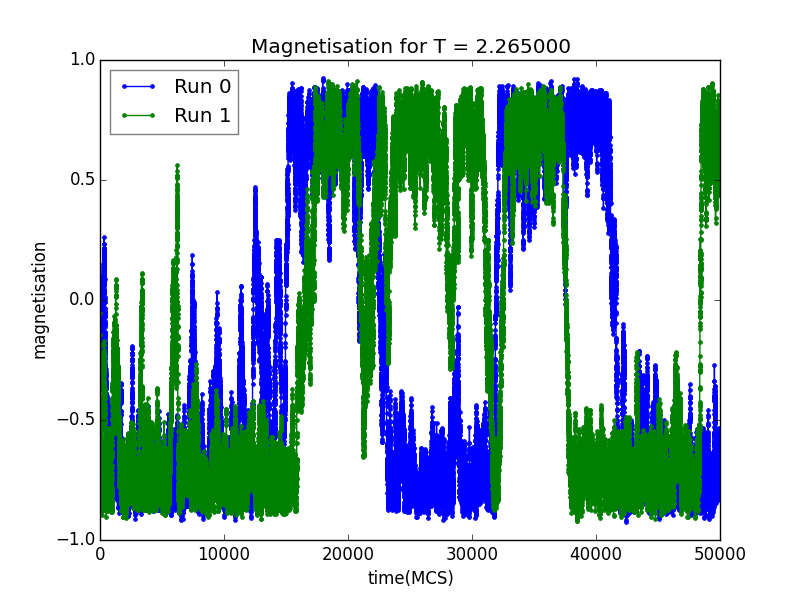 Magnetisation for T = 2.265000
1.0
0.5
0.0
−0.5
−1.0
magnetisation
Run 0
Run 1
0 10000 20000 30000 40000 50000
time(MCS)